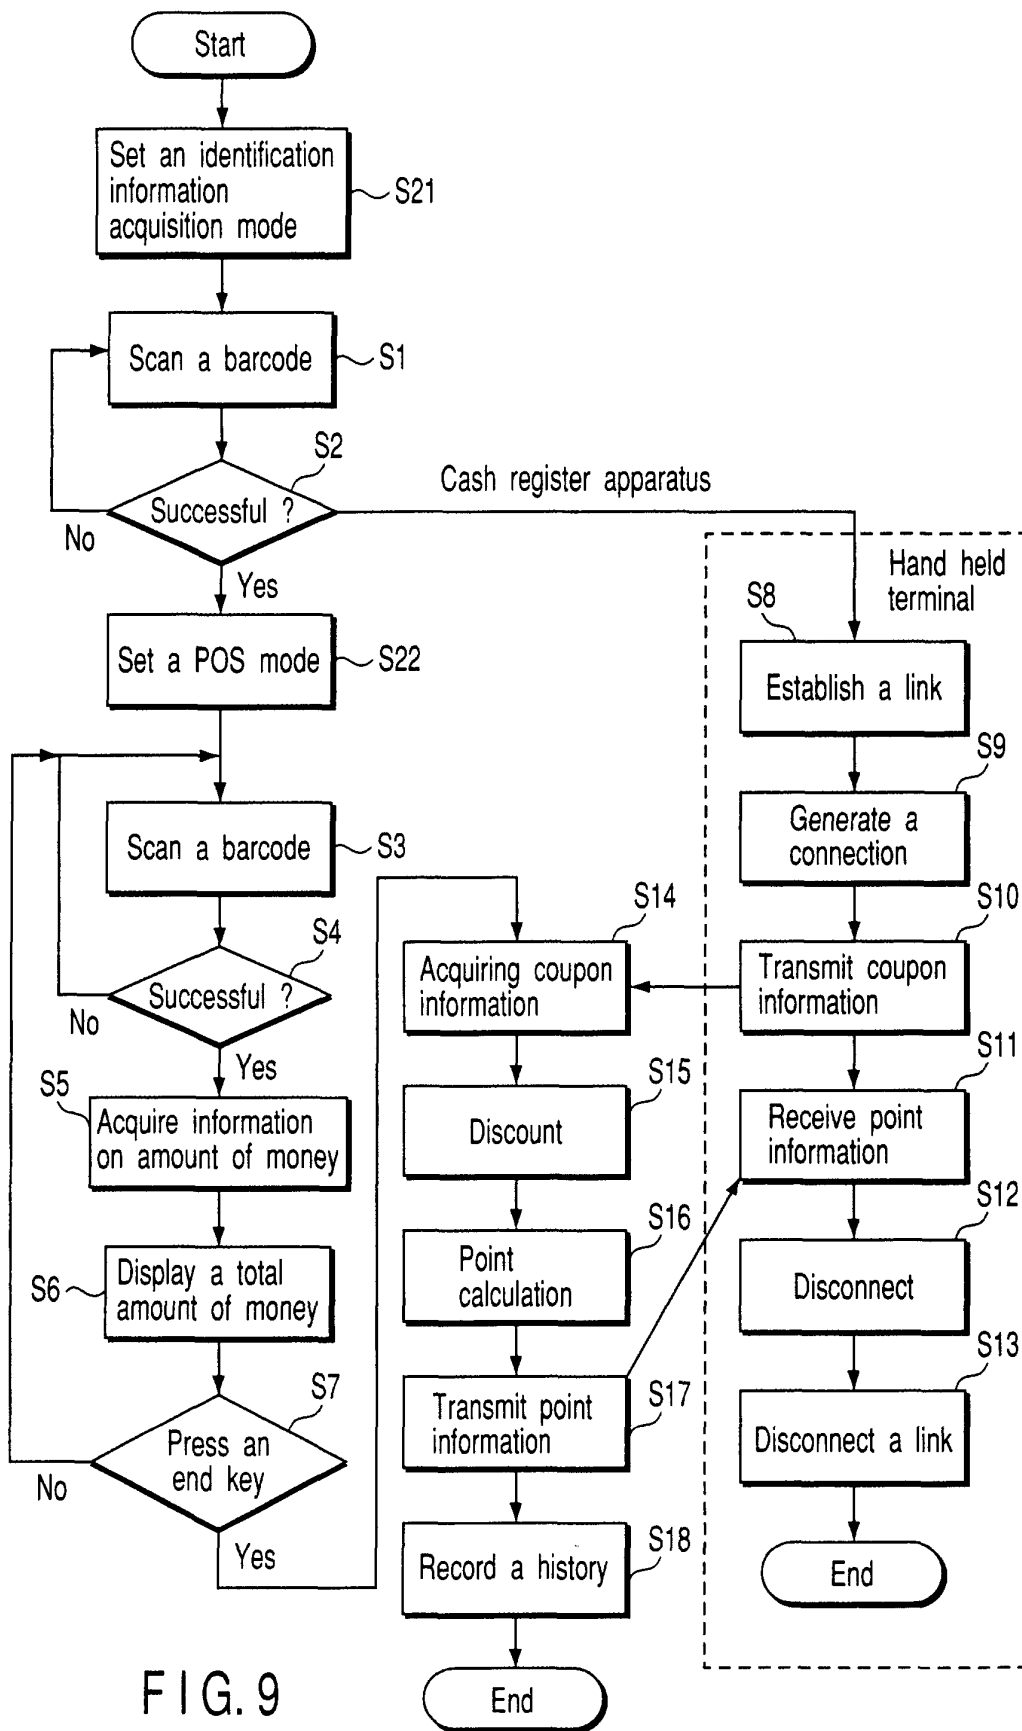 Start
Set an identification
information
acquisition mode
S21
Scan a barcode
S1
S2
Successful ?
No
Yes
Cash register apparatus
Hand held
terminal
Set a POS mode
S22
S8
Establish a link
S9
Generate a
connection
Scan a barcode
S3
S14
Acquiring coupon
information
S10
Transmit coupon
information
S4
Successful ?
No
Yes
S11
Receive point
information
S15
Discount
S5
Acquire information
on amount of money
S12
Disconnect
S16
Point
calculation
S6
Display a total
amount of money
S13
Disconnect a link
S17
Transmit point
information
S7
Press an
end key
No
Yes
S18
Record a history
End
End
FIG. 9